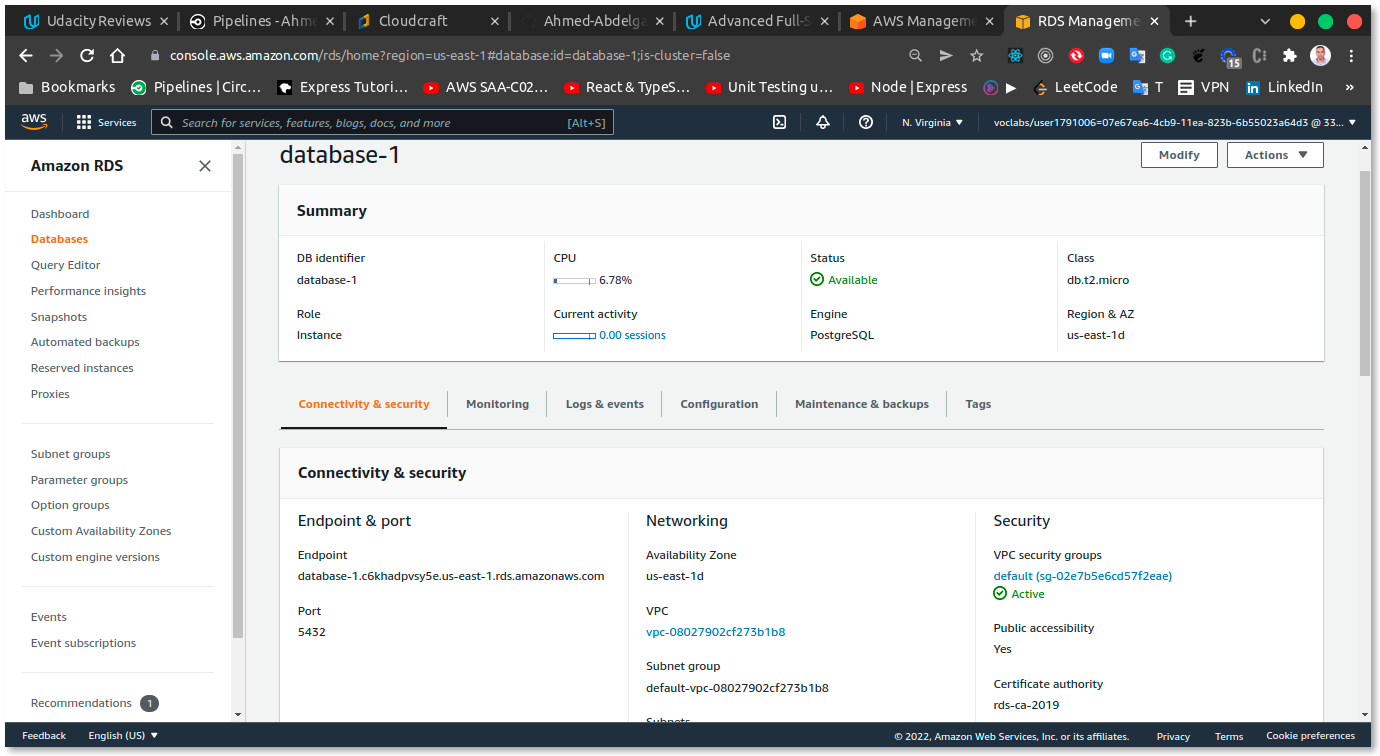 Udacity Reviews
Pipelines - Ahme
Cloudcraft
Ahmed-Abdelga
Advanced Full-S
AWS Managem
RDS Manageme
console.aws.amazon.com/rds/home?region=us-east-1#database:id=database-1;is-cluster=false
15
Bookmarks
Pipelines | Circ...
Express Tutori...
AWS SAA-C02...
React & TypeS...
Unit Testing u...
Node | Express
LeetCode
T
VPN
LinkedIn
»
aws
Services
Search for services, features, blogs, docs, and more
[Alt+S]
N. Virginia
voclabs/user1791006=07e67ea6-4cb9-11ea-823b-6b55023a64d3 @ 33...
Amazon RDS
Dashboard
Databases
Query Editor
Performance insights
Snapshots
Automated backups
Reserved instances
Proxies
Subnet groups
Parameter groups
Option groups
Custom Availability Zones
Custom engine versions
Events
Event subscriptions
Recommendations 1
database-1
Modify
Actions
Summary
DB identifier
database-1
CPU
6.78%
Status
Available
Class
db.t2.micro
Role
Instance
Current activity
0.00 sessions
Engine
PostgreSQL
Region & AZ
us-east-1d
Connectivity & security
Monitoring
Logs & events
Configuration
Maintenance & backups
Tags
Connectivity & security
Endpoint & port
Endpoint
database-1.c6khadpvsy5e.us-east-1.rds.amazonaws.com
Port
5432
Networking
Availability Zone
us-east-1d
VPC
vpc-08027902cf273b1b8
Subnet group
default-vpc-08027902cf273b1b8
Subnets
Security
VPC security groups
default (sg-02e7b5e6cd57f2eae)
Active
Public accessibility
Yes
Certificate authority
rds-ca-2019
Feedback
English (US)
© 2022, Amazon Web Services, Inc. or its affiliates.
Privacy
Terms
Cookie preferences